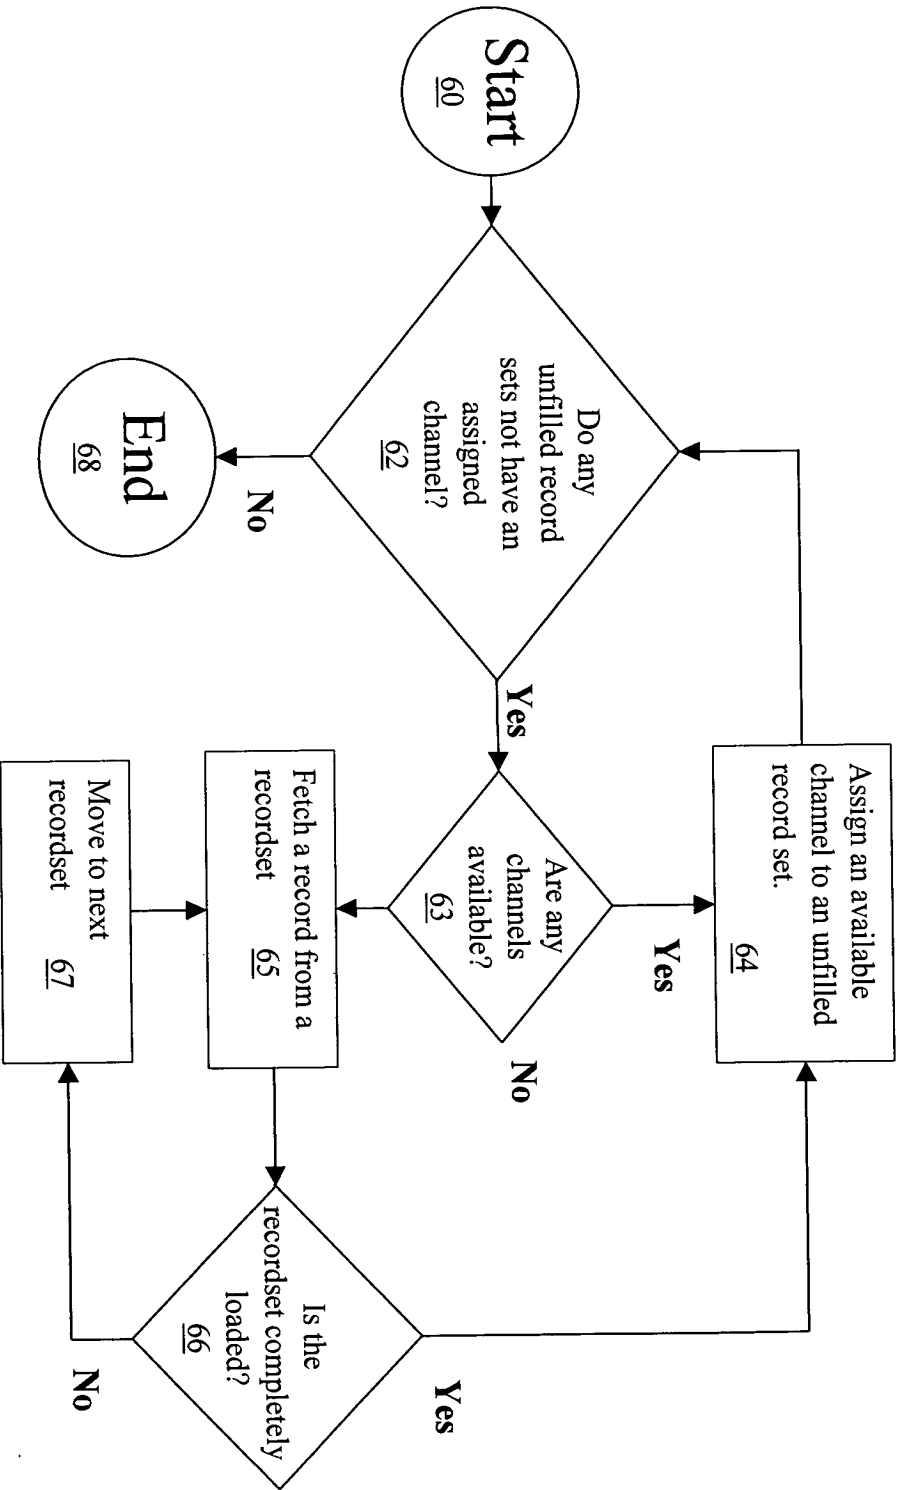 Start
60
Do any
unfilled record
sets not have an
assigned
channel?
62
No
End
68
Yes
Are any
channels
available?
63
Yes
No
Assign an available
channel to an unfilled
record set.
64
Fetch a record from a
recordset 65
Move to next
recordset 67
Is the
recordset completely
loaded?
66
Yes
No